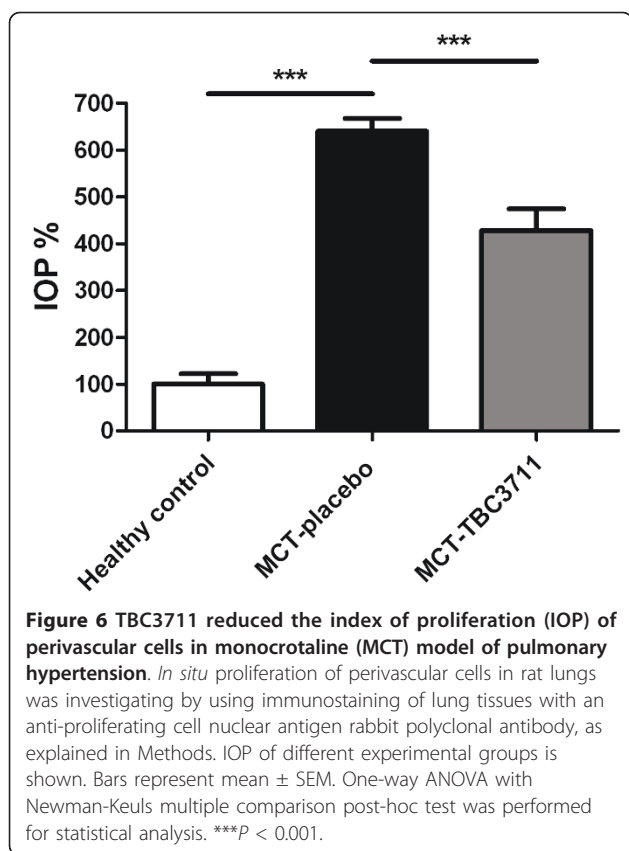 ***
***
700
600
500
400
300
200
100
0
IOP %
Healthy control
MCT-placebo
MCT-TBC3711
Figure 6 TBC3711 reduced the index of proliferation (IOP) of
perivascular cells in monocrotaline (MCT) model of pulmonary
hypertension. In situ proliferation of perivascular cells in rat lungs
was investigating by using immunostaining of lung tissues with an
anti-proliferating cell nuclear antigen rabbit polyclonal antibody, as
explained in Methods. IOP of different experimental groups is
shown. Bars represent mean ± SEM. One-way ANOVA with
Newman-Keuls multiple comparison post-hoc test was performed
for statistical analysis. ***P < 0.001.